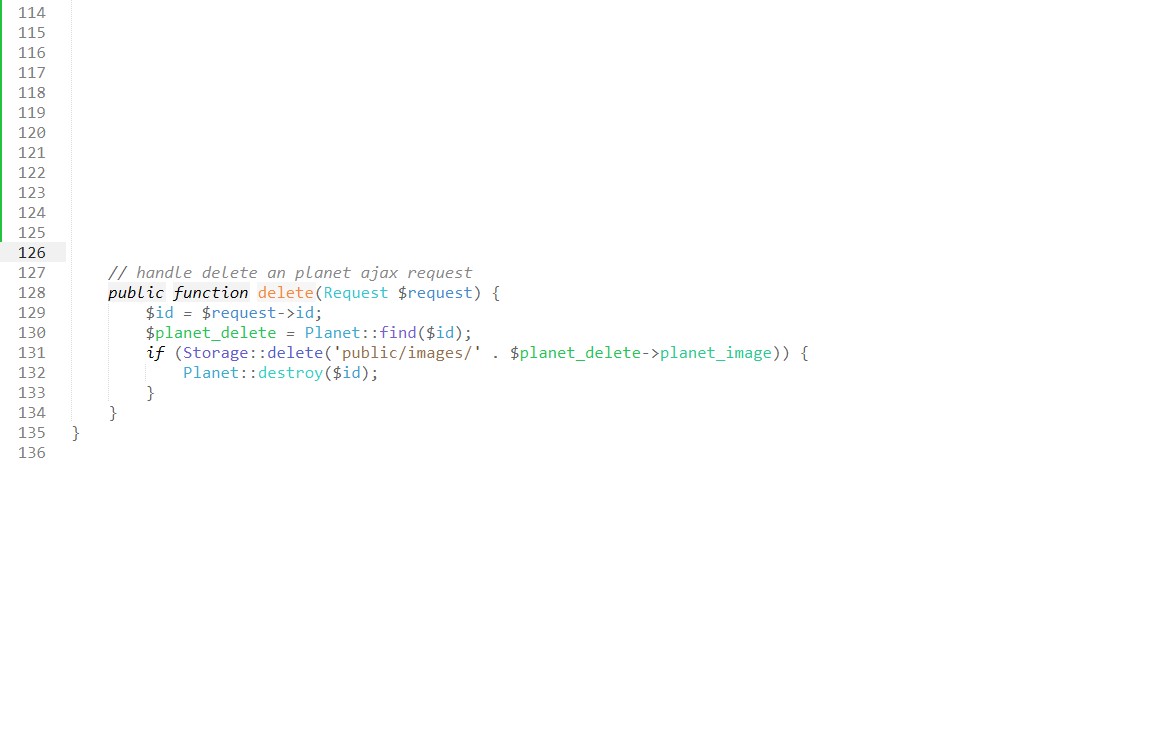 114
115
116
117
118
119
120
121
122
123
124
125
126
127 // handle delete an planet ajax request
128 public function delete(Request $request) {
129 $id = $request->id;
130 $planet_delete = Planet::find($id);
131 if (Storage::delete('public/images/' . $planet_delete->planet_image)) {
132 Planet::destroy($id);
133 }
134 }
135 }
136